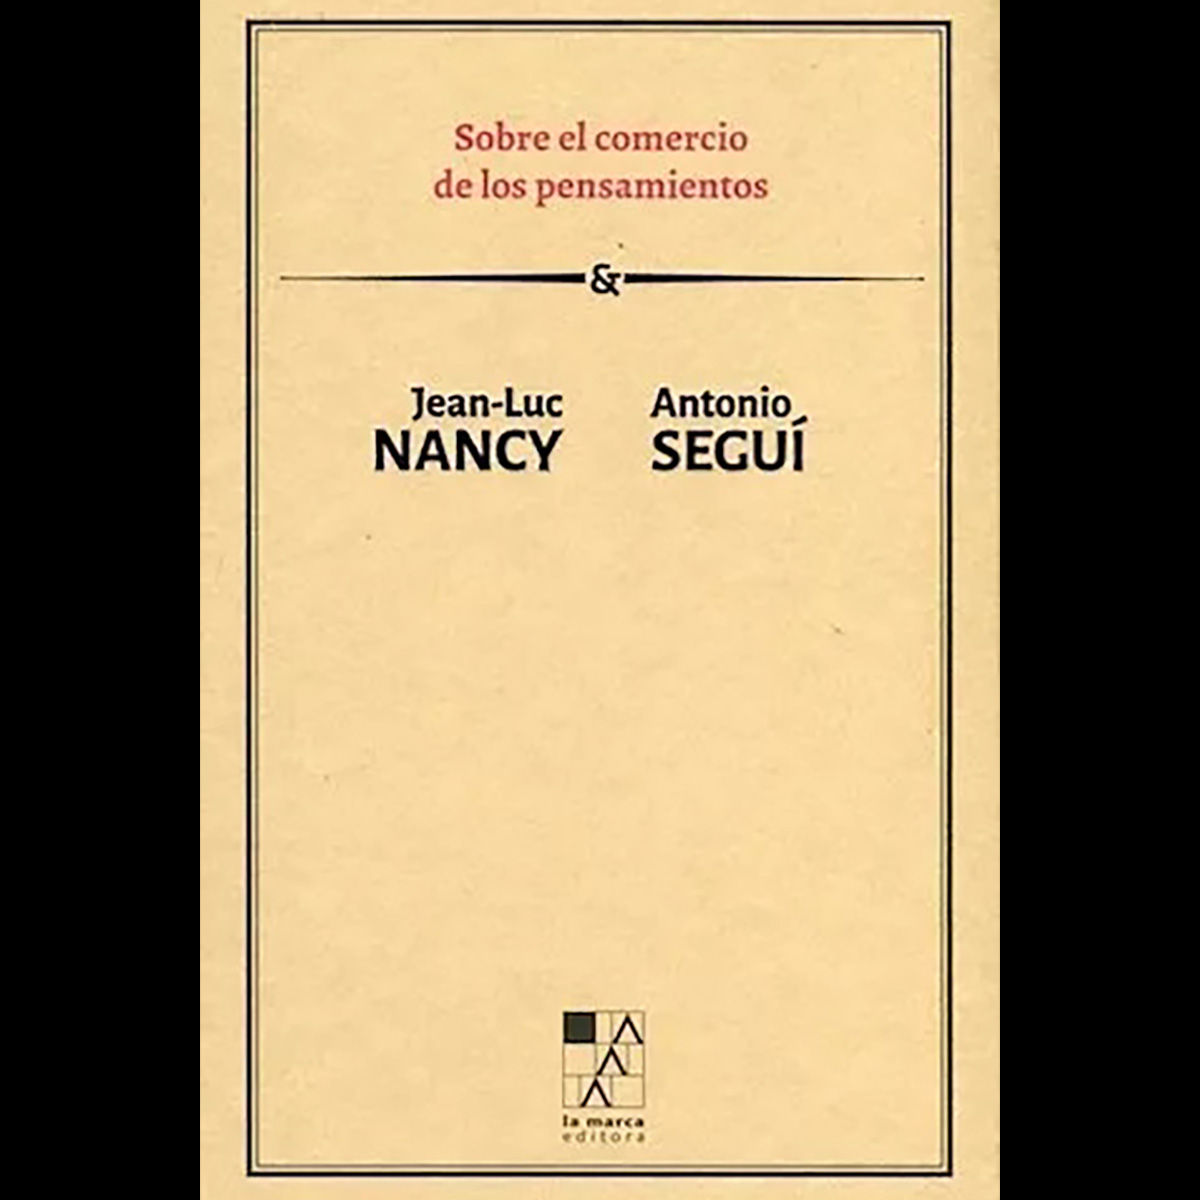 Sobre el comercio
de los pensamientos
&
Jean-Luc
NANCY
Antonio
SEGUÍ
la marca
editora